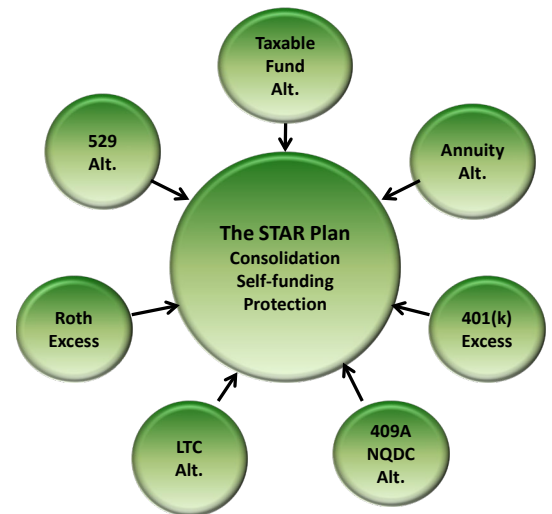 Taxable
Fund
Alt.
529
Alt.
Annuity
Alt.
The STAR Plan
Consolidation
Self-funding
Protection
Roth
Excess
401(k)
Excess
LTC
Alt.
409A
NQDC
Alt.